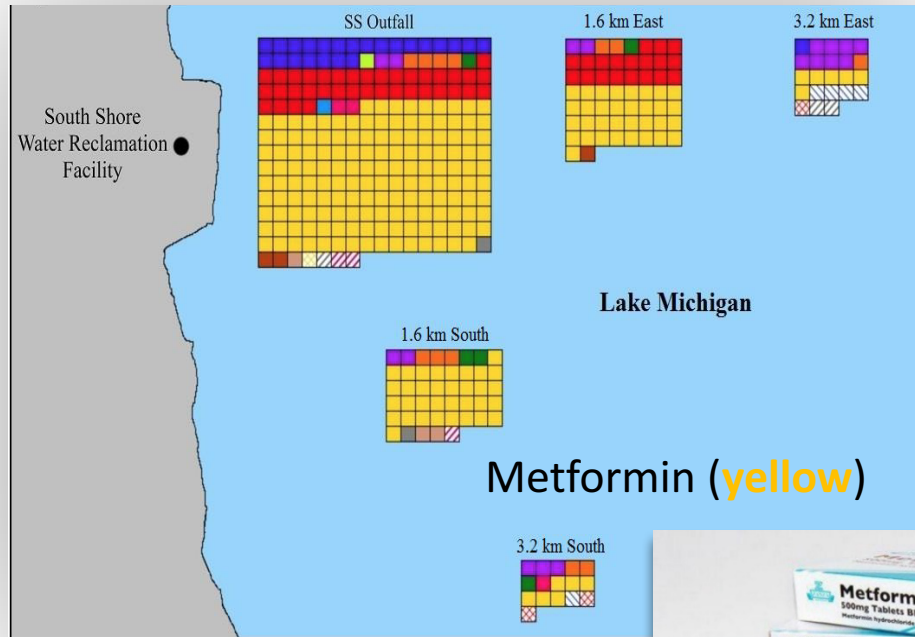 SS Outfall
1.6 km East
3.2 km East
South Shore
Water Reclamation
Facility
Lake Michigan
1.6 km South
Metformin (yellow)
3.2 km South
500mg Tablets